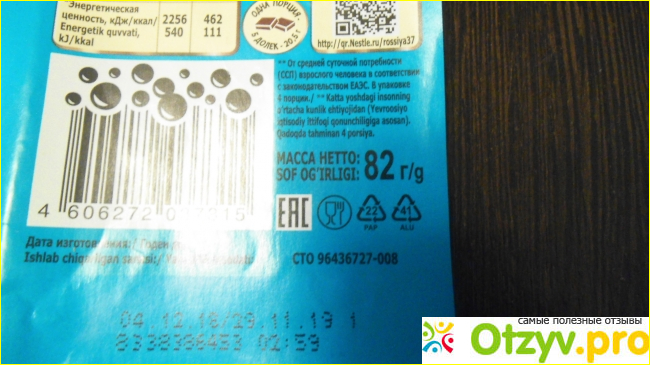 Энергетическая
ценность, кДж/ккал/
Energetik quvvati,
kJ/kkal
2256
540
462
111
ОДНА ПОРЦИЯ -
5 ДОЛЕК - 20,5 г
http://qr.Nestle.ru/rossiya37
** От средней суточной потребности
(ССП) взрослого человека в соответствии
с законодательством ЕАЭС. В упаковке
4 порции./ ** Katta yoshdagi insonning
o'rtacha kunlik ehtiyojidan (Yevroosiyo
iqtisodiy ittifoqi qonunchiligiga asosan).
Qadoqda tahminan 4 porsiya.
МАССА НЕТТО:
SOF OG'IRLIGI: 82 г/g
4 606272
EAC
22
PAP
41
ALU
Дата изготовления:/
Ishlab chiqarilgan
СТО 96436727-008
04.12.18/29.11.19 1
02:59
самые полезные отзывы
Otzyv.pro